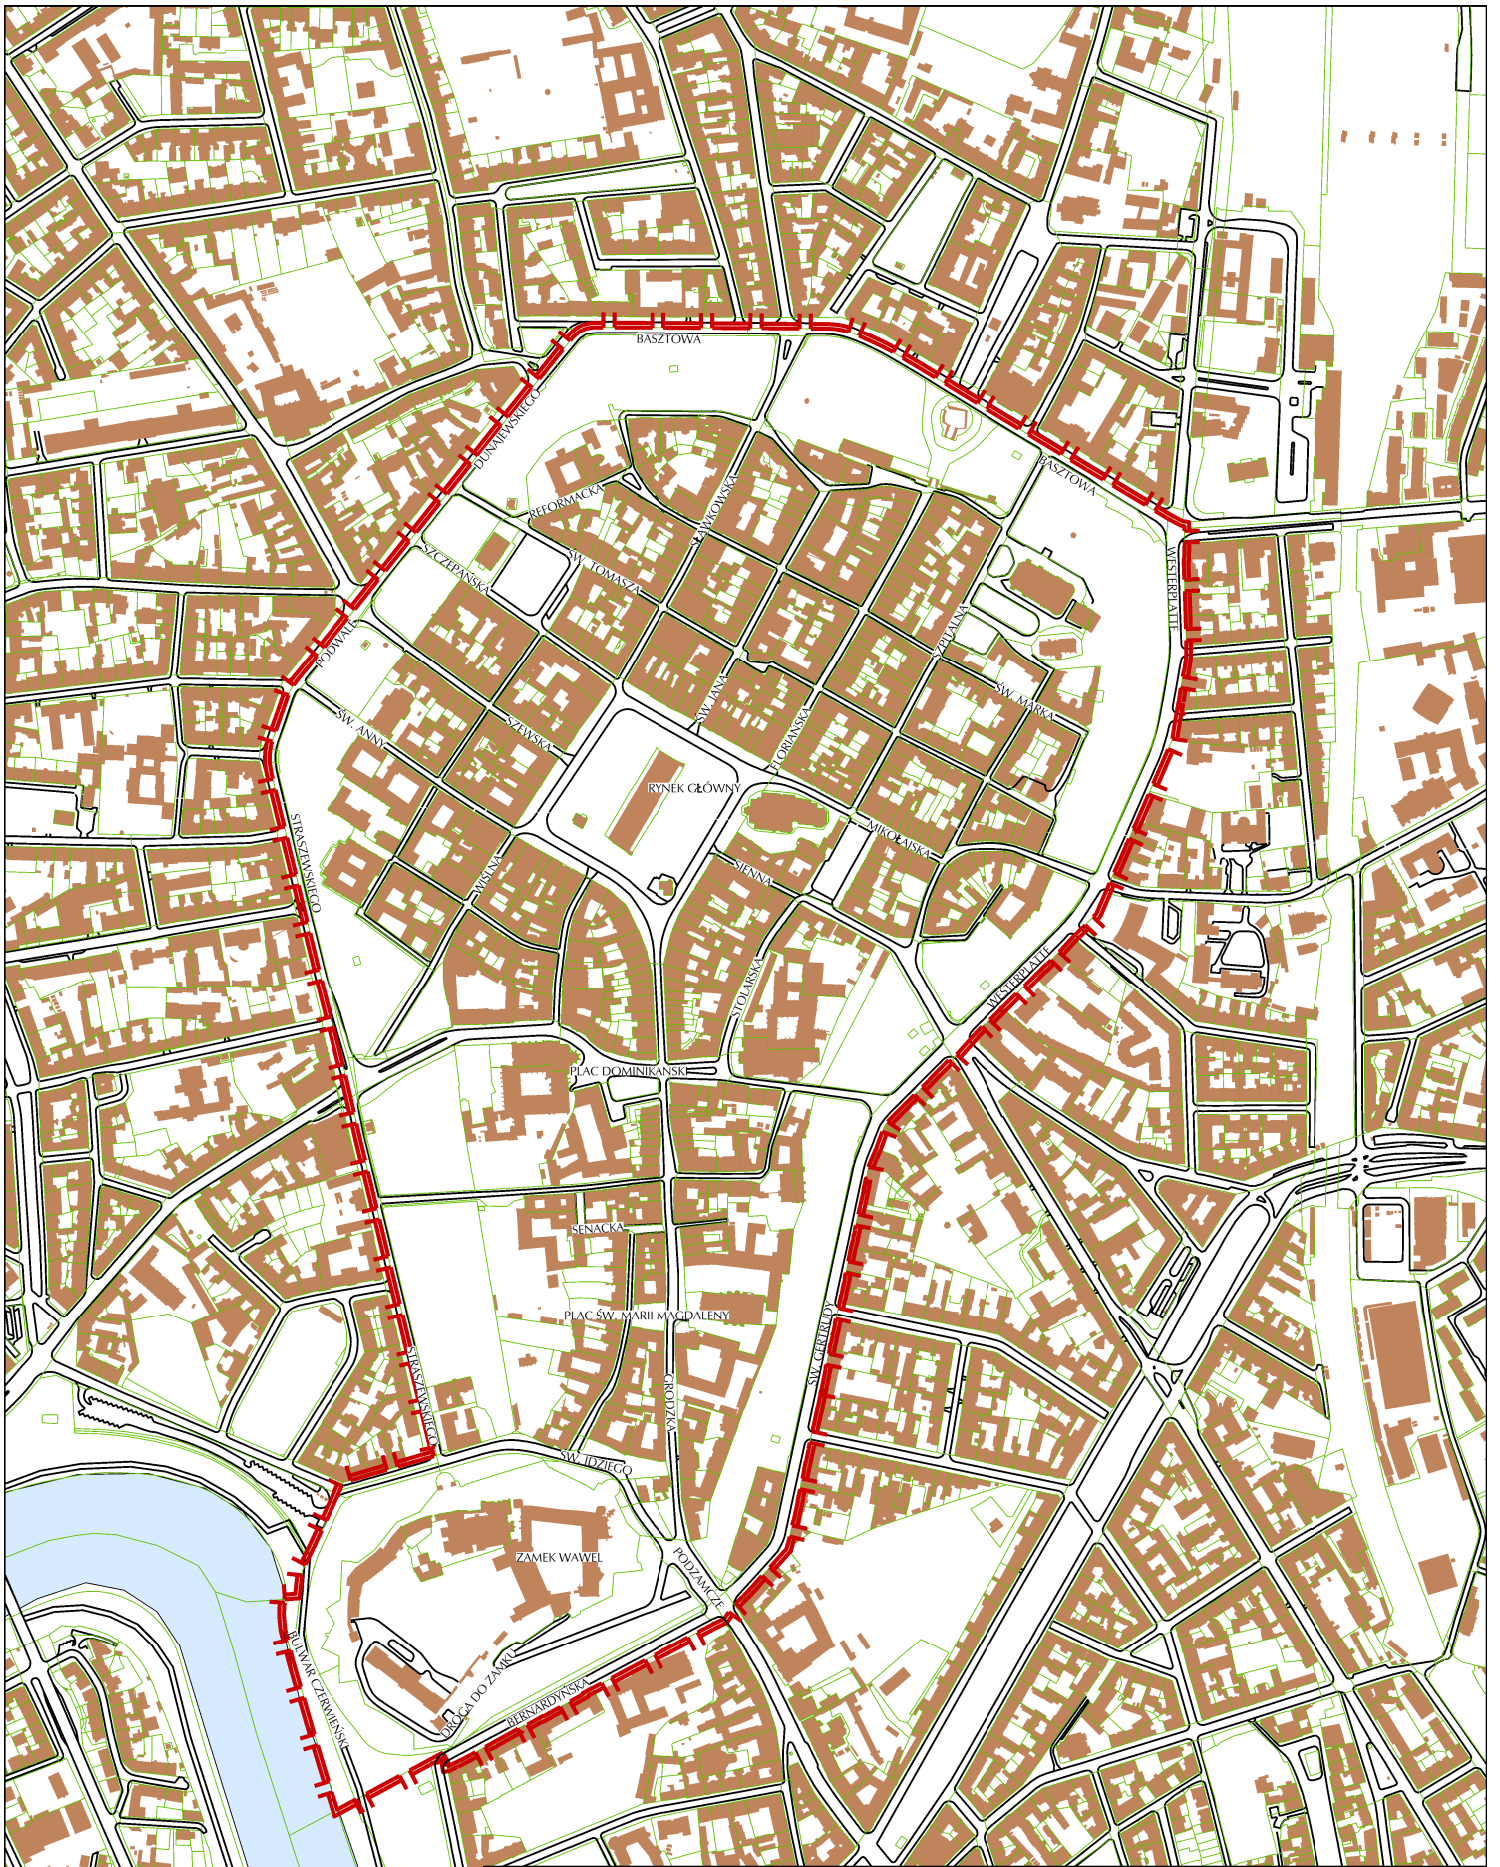 BASZTOWA
DUNAJEWSKIEGO
BASZTOWA
REFORMACKA
SŁAWKOWSKA
SZCZEPAŃSKA
ŚW. TOMASZA
WESTERPLATTE
PODWALE
SZPITALNA
ŚW. ANNY
SZEWSKA
ŚW. JANA
FLORIAŃSKA
ŚW. MARKA
RYNEK GŁÓWNY
STRASZEWSKIEGO
MIKOŁAJSKA
WIŚLNA
SIENNA
STOLARSKA
WESTERPLATTE
PLAC DOMINIKAŃSKI
SENACKA
PLAC ŚW. MARII MAGDALENY
ŚW. GERTRUDY
STRASZEWSKIEGO
GRODZKA
ŚW. IDZIEGO
ZAMEK WAWEL
PODZAMCZE
BULWAR CZERWIEŃSKI
DROGA DO ZAMKU
BERNARDYŃSKA